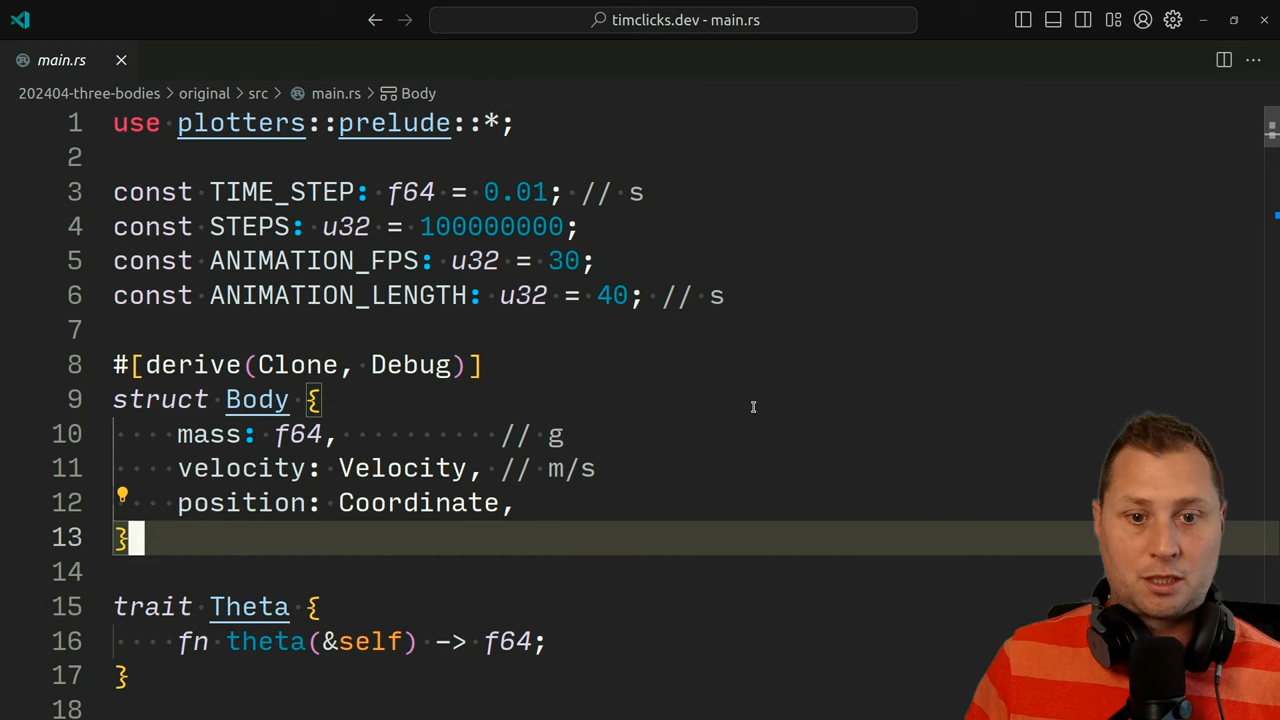 timclicks.dev - main.rs
main.rs
202404-three-bodies > original > src > main.rs > Body
1 use plotters::prelude::*;
2
3 const TIME_STEP: f64 = 0.01; // s
4 const STEPS: u32 = 100000000;
5 const ANIMATION_FPS: u32 = 30;
6 const ANIMATION_LENGTH: u32 = 40; // s
7
8 #[derive(Clone, Debug)]
9 struct Body {
10     mass: f64,           // g
11     velocity: Velocity, // m/s
12     position: Coordinate,
13 }
14
15 trait Theta {
16     fn theta(&self) -> f64;
17 }
18